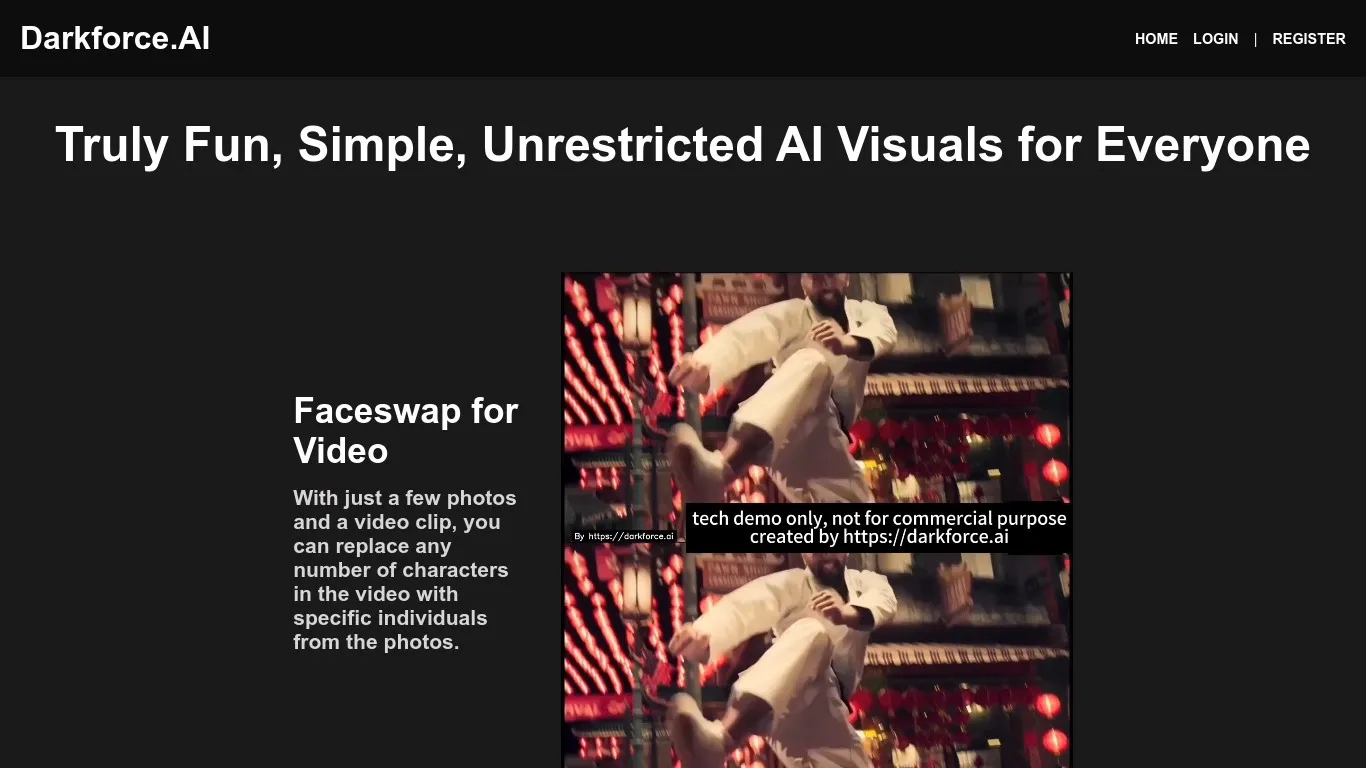 Darkforce.AI
HOME LOGIN | REGISTER
Truly Fun, Simple, Unrestricted AI Visuals for Everyone
Faceswap for
Video
With just a few photos
and a video clip, you
can replace any
number of characters
in the video with
specific individuals
from the photos.
tech demo only, not for commercial purpose
created by https://darkforce.ai
By https://darkforce.ai